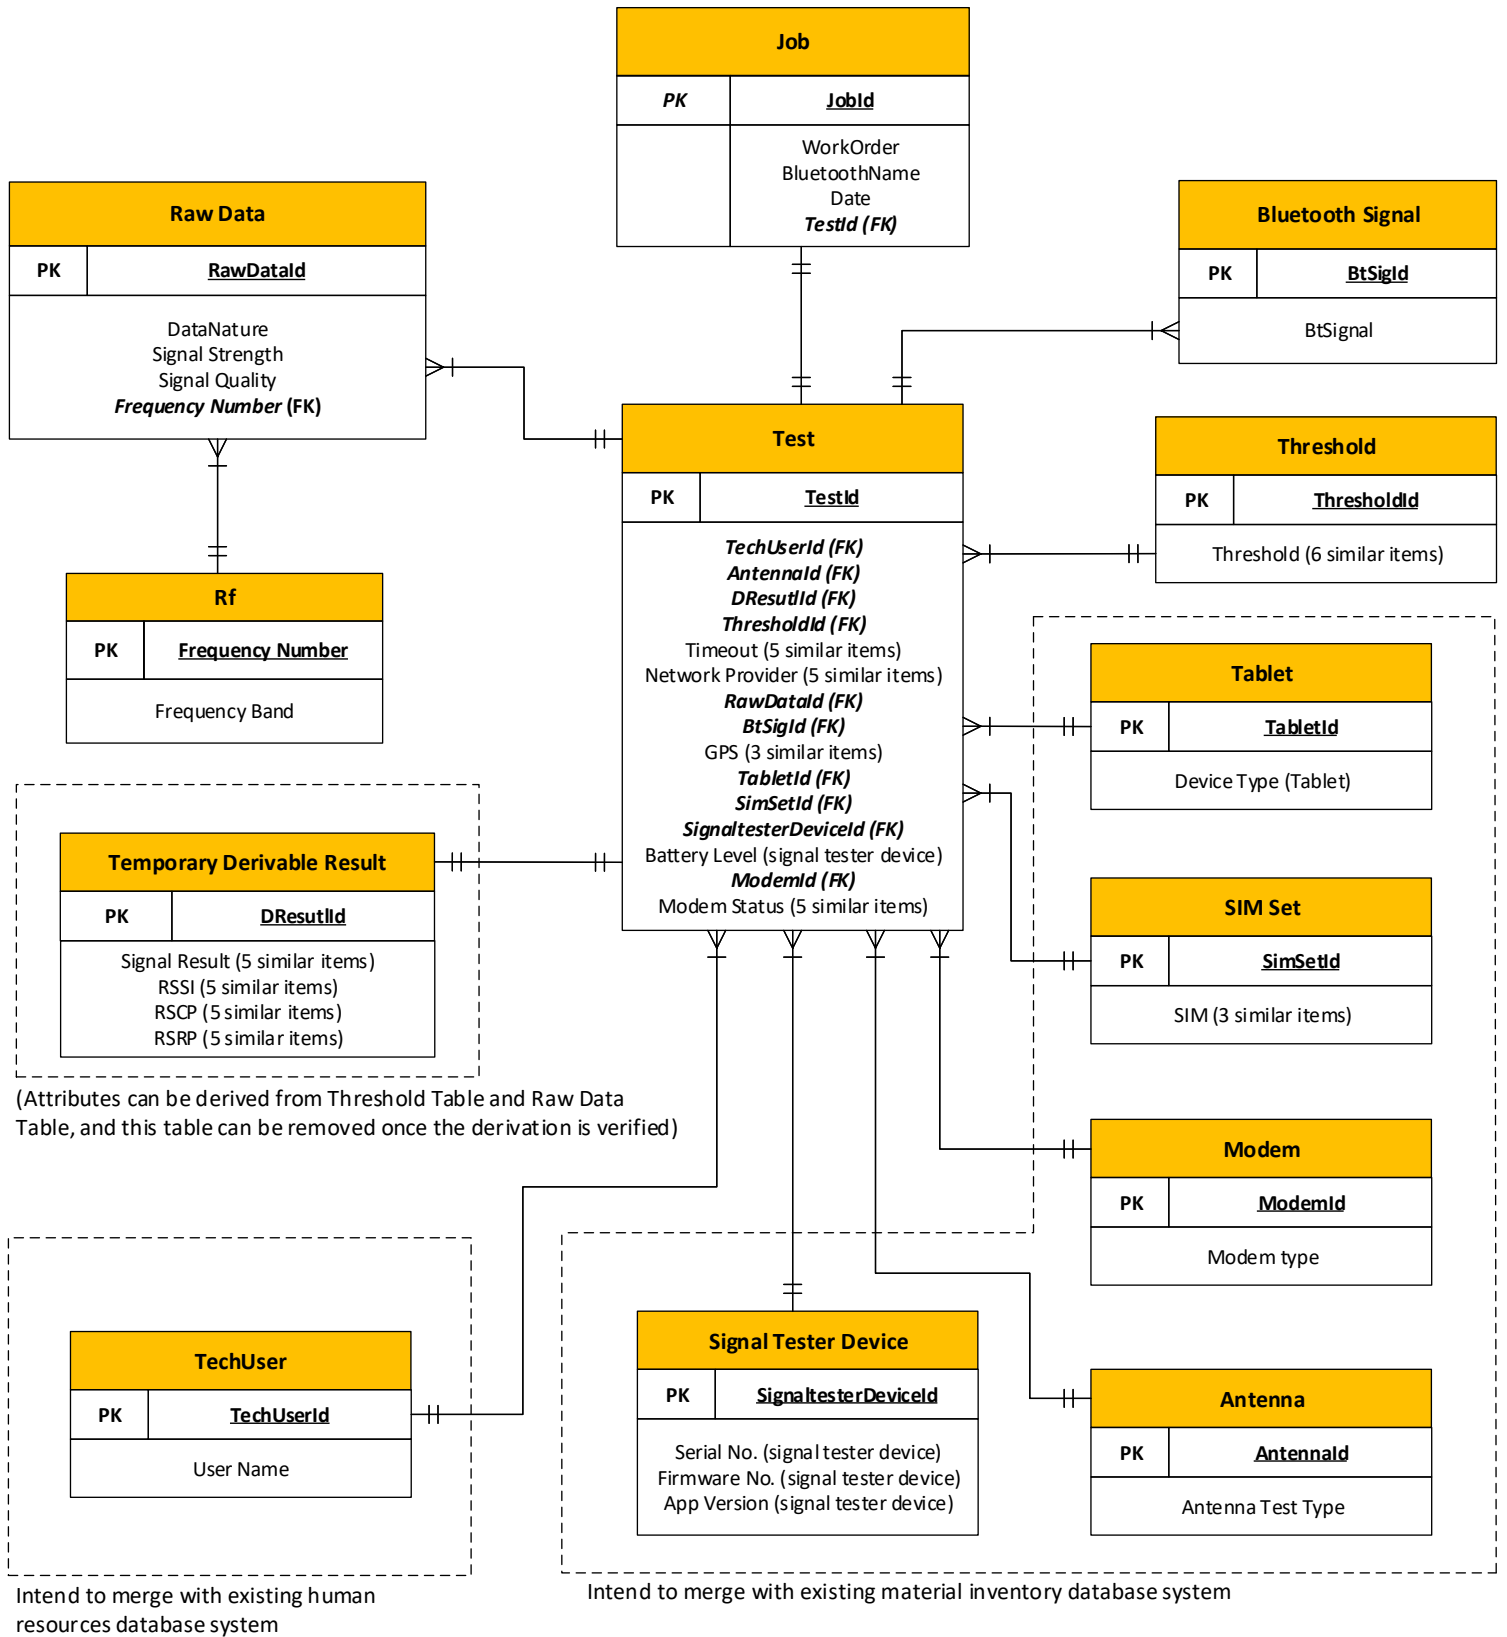 Job
PK
JobId
WorkOrder
BluetoothName
Date
TestId (FK)
Raw Data
PK
RawDataId
DataNature
Signal Strength
Signal Quality
Frequency Number (FK)
Bluetooth Signal
PK
BtSigId
BtSignal
Test
PK
TestId
TechUserId (FK)
AntennaId (FK)
DResutlId (FK)
ThresholdId (FK)
Timeout (5 similar items)
Network Provider (5 similar items)
RawDataId (FK)
BtSigId (FK)
GPS (3 similar items)
TabletId (FK)
SimSetId (FK)
SignaltesterDeviceId (FK)
Battery Level (signal tester device)
ModemId (FK)
Modem Status (5 similar items)
Threshold
PK
ThresholdId
Threshold (6 similar items)
Rf
PK
Frequency Number
Frequency Band
Tablet
PK
TabletId
Device Type (Tablet)
Temporary Derivable Result
PK
DResutlId
Signal Result (5 similar items)
RSSI (5 similar items)
RSCP (5 similar items)
RSRP (5 similar items)
(Attributes can be derived from Threshold Table and Raw Data
Table, and this table can be removed once the derivation is verified)
SIM Set
PK
SimSetId
SIM (3 similar items)
Modem
PK
ModemId
Modem type
TechUser
PK
TechUserId
User Name
Intend to merge with existing human
resources database system
Signal Tester Device
PK
SignaltesterDeviceId
Serial No. (signal tester device)
Firmware No. (signal tester device)
App Version (signal tester device)
Antenna
PK
AntennaId
Antenna Test Type
Intend to merge with existing material inventory database system